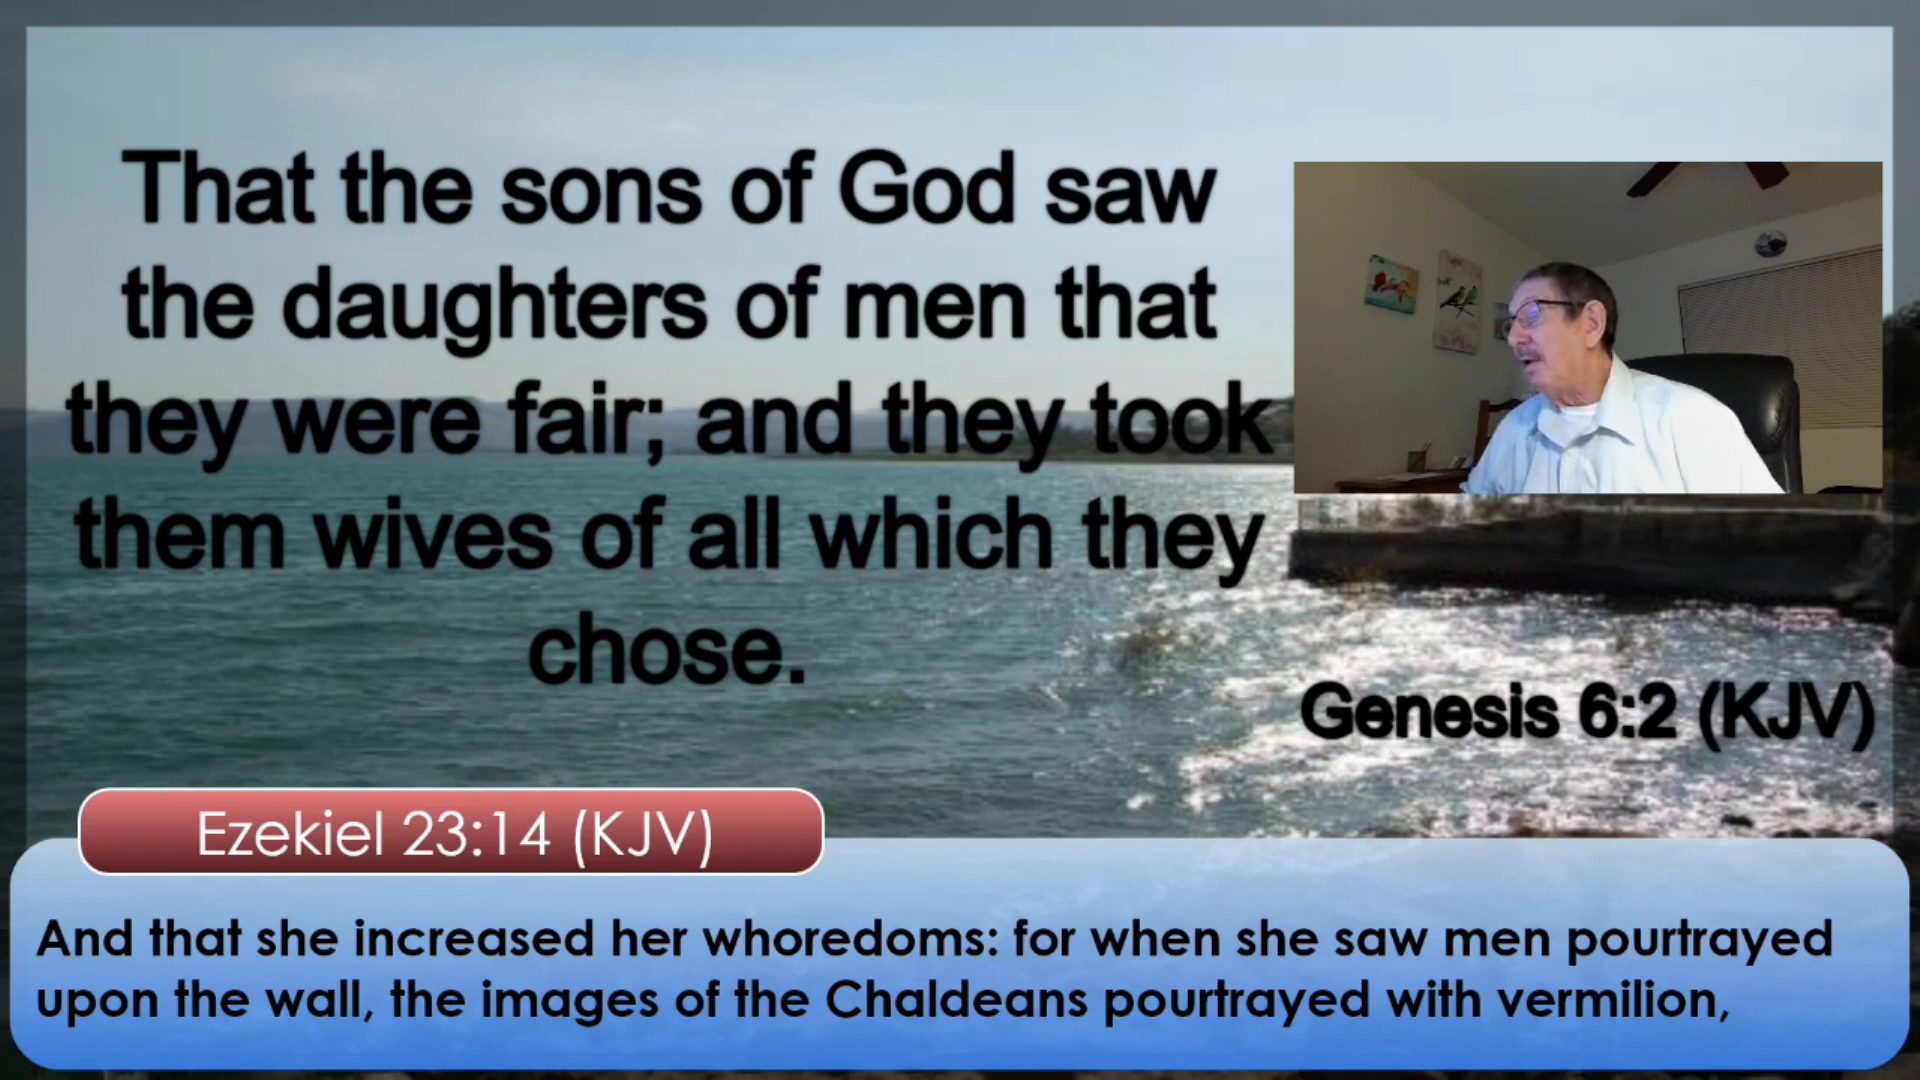 That the sons of God saw
the daughters of men that
they were fair; and they took
them wives of all which they
chose.
Genesis 6:2 (KJV)
Ezekiel 23:14 (KJV)
And that she increased her whoredoms: for when she saw men pourtrayed
upon the wall, the images of the Chaldeans pourtrayed with vermilion,